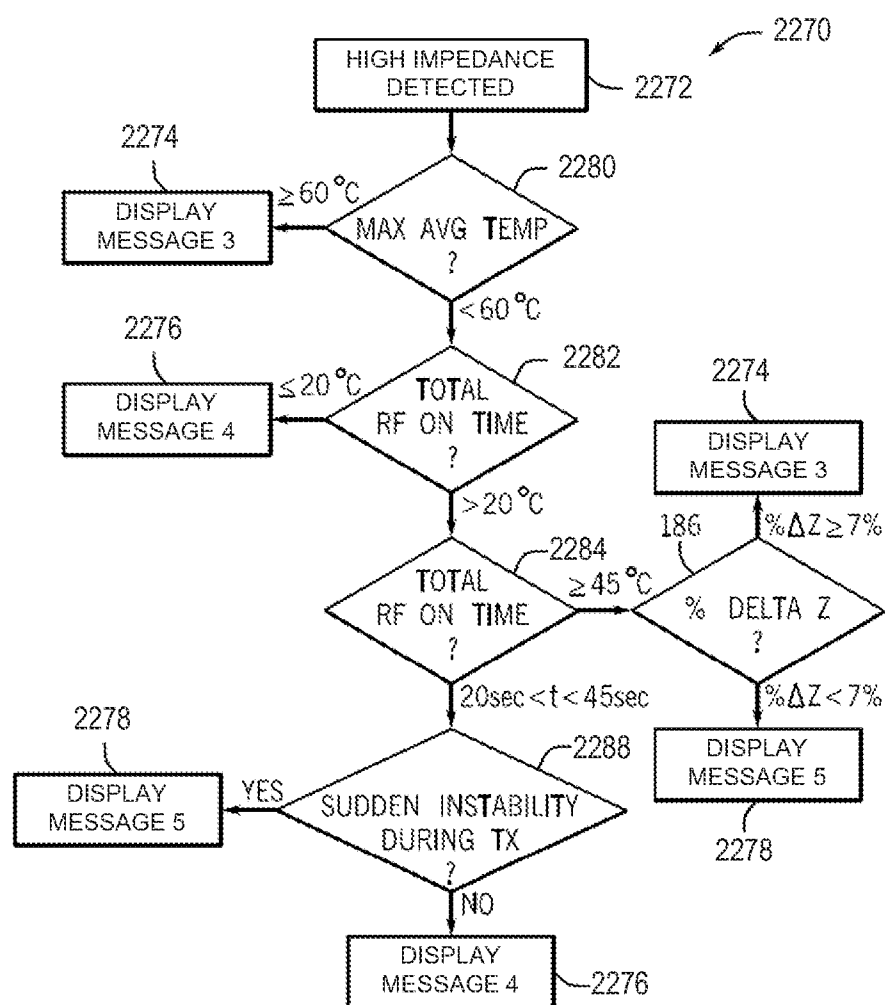 2270
HIGH IMPEDANCE
DETECTED
2272
2274
2280
≥60°C
DISPLAY
MESSAGE 3
MAX AVG TEMP
?
<60°C
2276
2282
≤20°C
DISPLAY
MESSAGE 4
TOTAL
RF ON TIME
?
2274
DISPLAY
MESSAGE 3
>20°C
186
%ΔZ≥7%
2284
≥45°C
TOTAL
RF ON TIME
?
% DELTA Z
?
20sec<t<45sec
%ΔZ<7%
2278
2288
DISPLAY
MESSAGE 5
2278
YES
DISPLAY
MESSAGE 5
SUDDEN INSTABILITY
DURING TX
?
NO
DISPLAY
MESSAGE 4
2276